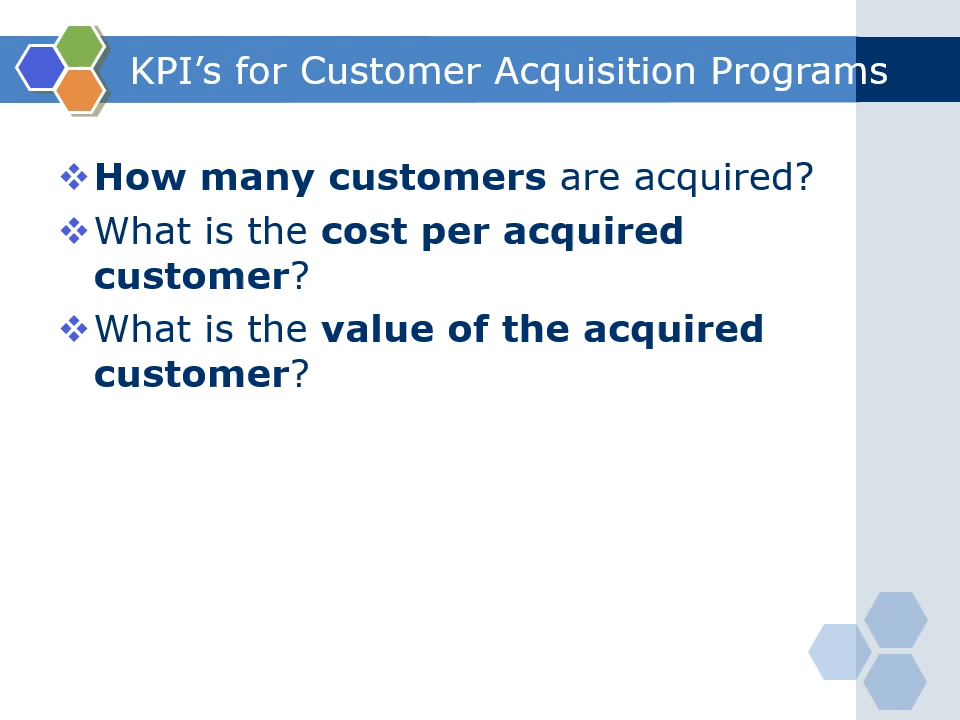 KPI’s for Customer Acquisition Programs
How many customers are acquired?
What is the cost per acquired
customer?
What is the value of the acquired
customer?